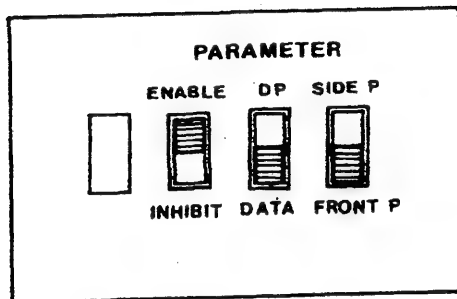 PARAMETER
ENABLE DP SIDE P
INHIBIT DATA FRONT P